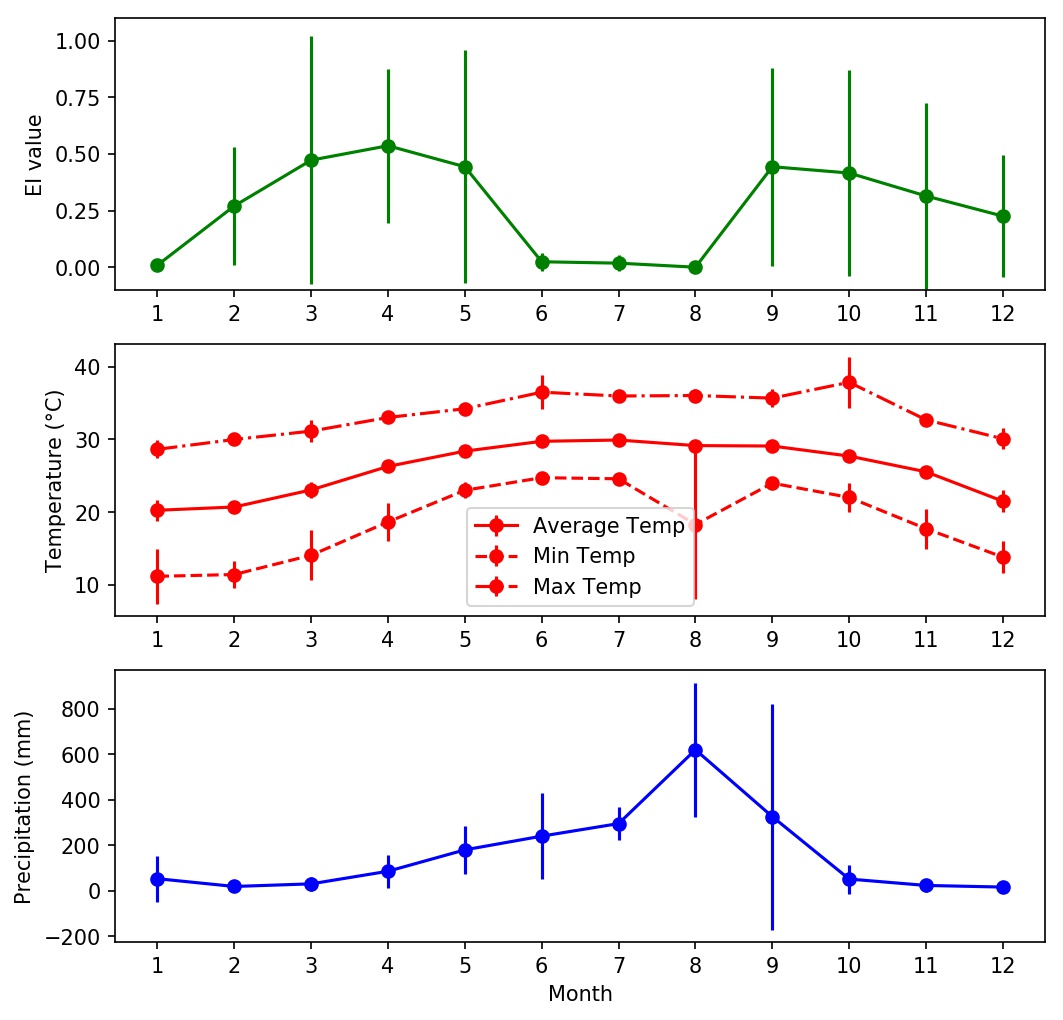 1.00
0.75
0.50
0.25
0.00
EI value
1 2 3 4 5 6 7 8 9 10 11 12
40
30
20
10
Temperature (°C)
Average Temp
Min Temp
Max Temp
1 2 3 4 5 6 7 8 9 10 11 12
800
600
400
200
0
−200
Precipitation (mm)
1 2 3 4 5 6 7 8 9 10 11 12
Month